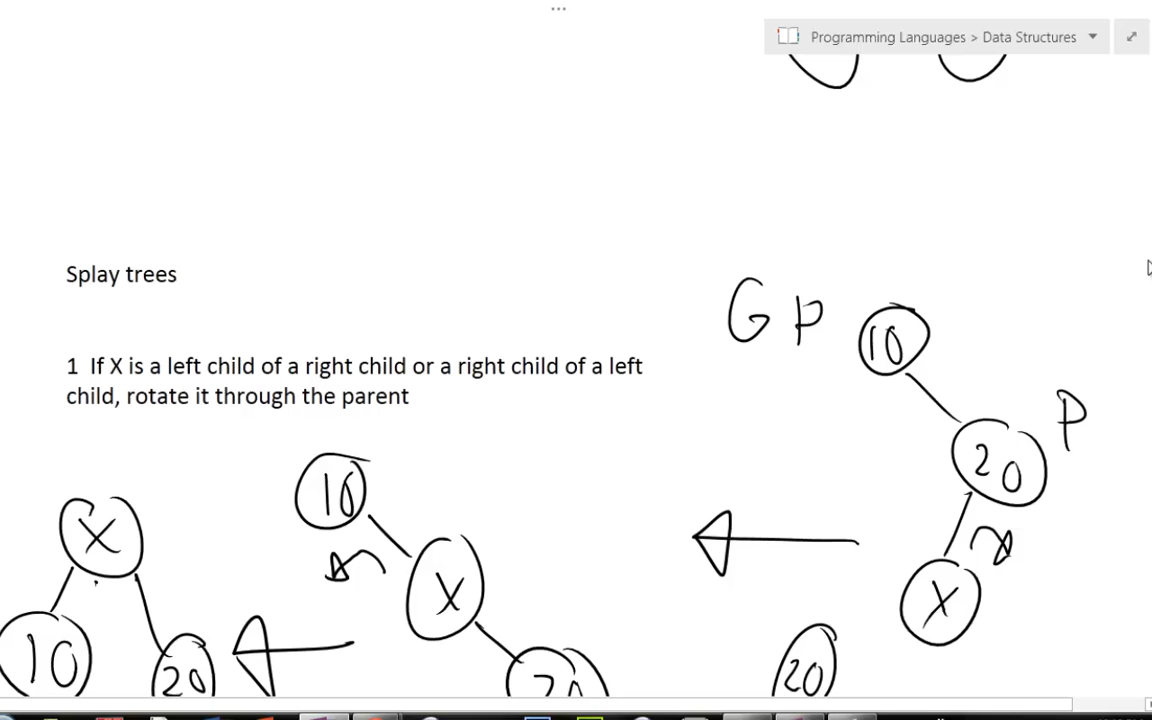 Programming Languages > Data Structures
Splay trees
G P
10
P
20
X
1 If X is a left child of a right child or a right child of a left
child, rotate it through the parent
10
X
X
10
20
20